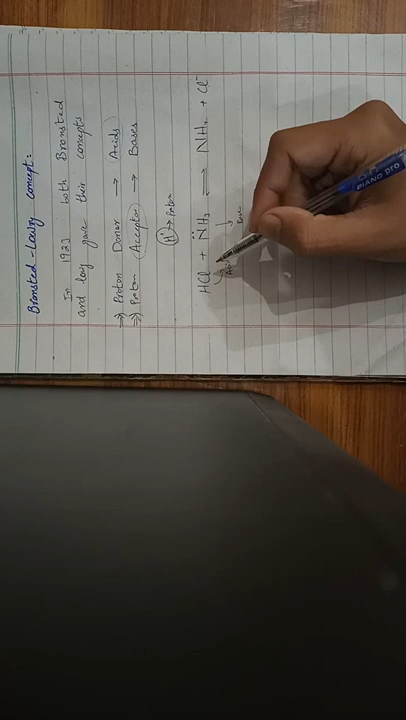 Bronsted-Lowry concept:
In 1923 both Bronsted
and lowry gave their concepts
⇒ Proton Donor → Acids
⇒ Proton Acceptor → Bases
H⁺ → Proton
HCl + N̈H₃ ⇌ NH₄ + Cl⁻
Base
PIANO pro